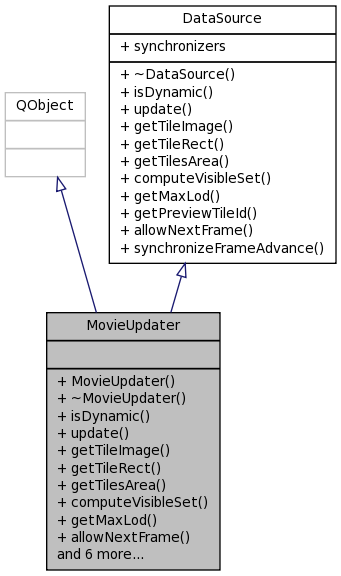 DataSource
+ synchronizers
+ ~DataSource()
+ isDynamic()
+ update()
+ getTileImage()
+ getTileRect()
+ getTilesArea()
+ computeVisibleSet()
+ getMaxLod()
+ getPreviewTileId()
+ allowNextFrame()
+ synchronizeFrameAdvance()
QObject
MovieUpdater
+ MovieUpdater()
+ ~MovieUpdater()
+ isDynamic()
+ update()
+ getTileImage()
+ getTileRect()
+ getTilesArea()
+ computeVisibleSet()
+ getMaxLod()
+ allowNextFrame()
and 6 more...